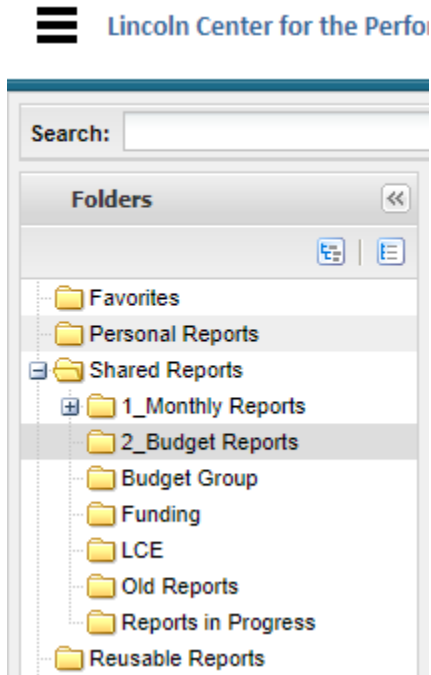 Lincoln Center for the Perfo
Search:
Folders
Favorites
Personal Reports
Shared Reports
1_Monthly Reports
2_Budget Reports
Budget Group
Funding
LCE
Old Reports
Reports in Progress
Reusable Reports